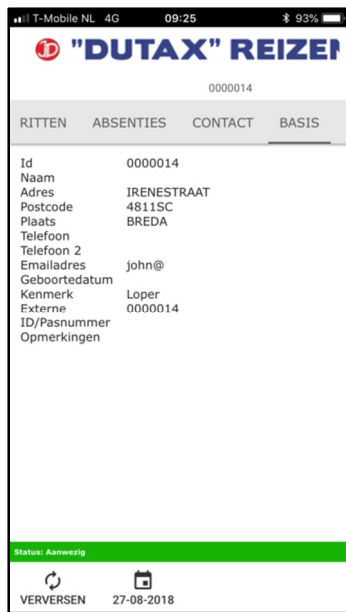 T-Mobile NL 4G 09:25 93%
JD "DUTAX" REIZEN
0000014
RITTEN ABSENTIES CONTACT BASIS
Id 0000014
Naam
Adres IRENESTRAAT
Postcode 4811SC
Plaats BREDA
Telefoon
Telefoon 2
Emailadres john@
Geboortedatum
Kenmerk Loper
Externe 0000014
ID/Pasnummer
Opmerkingen
Status: Aanwezig
VERVERSEN 27-08-2018